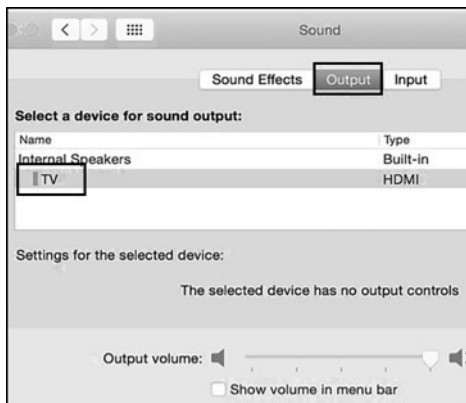 Sound
Sound Effects Output Input
Select a device for sound output:
Name Type
Internal Speakers Built-in
TV HDMI
Settings for the selected device:
The selected device has no output controls
Output volume:
Show volume in menu bar